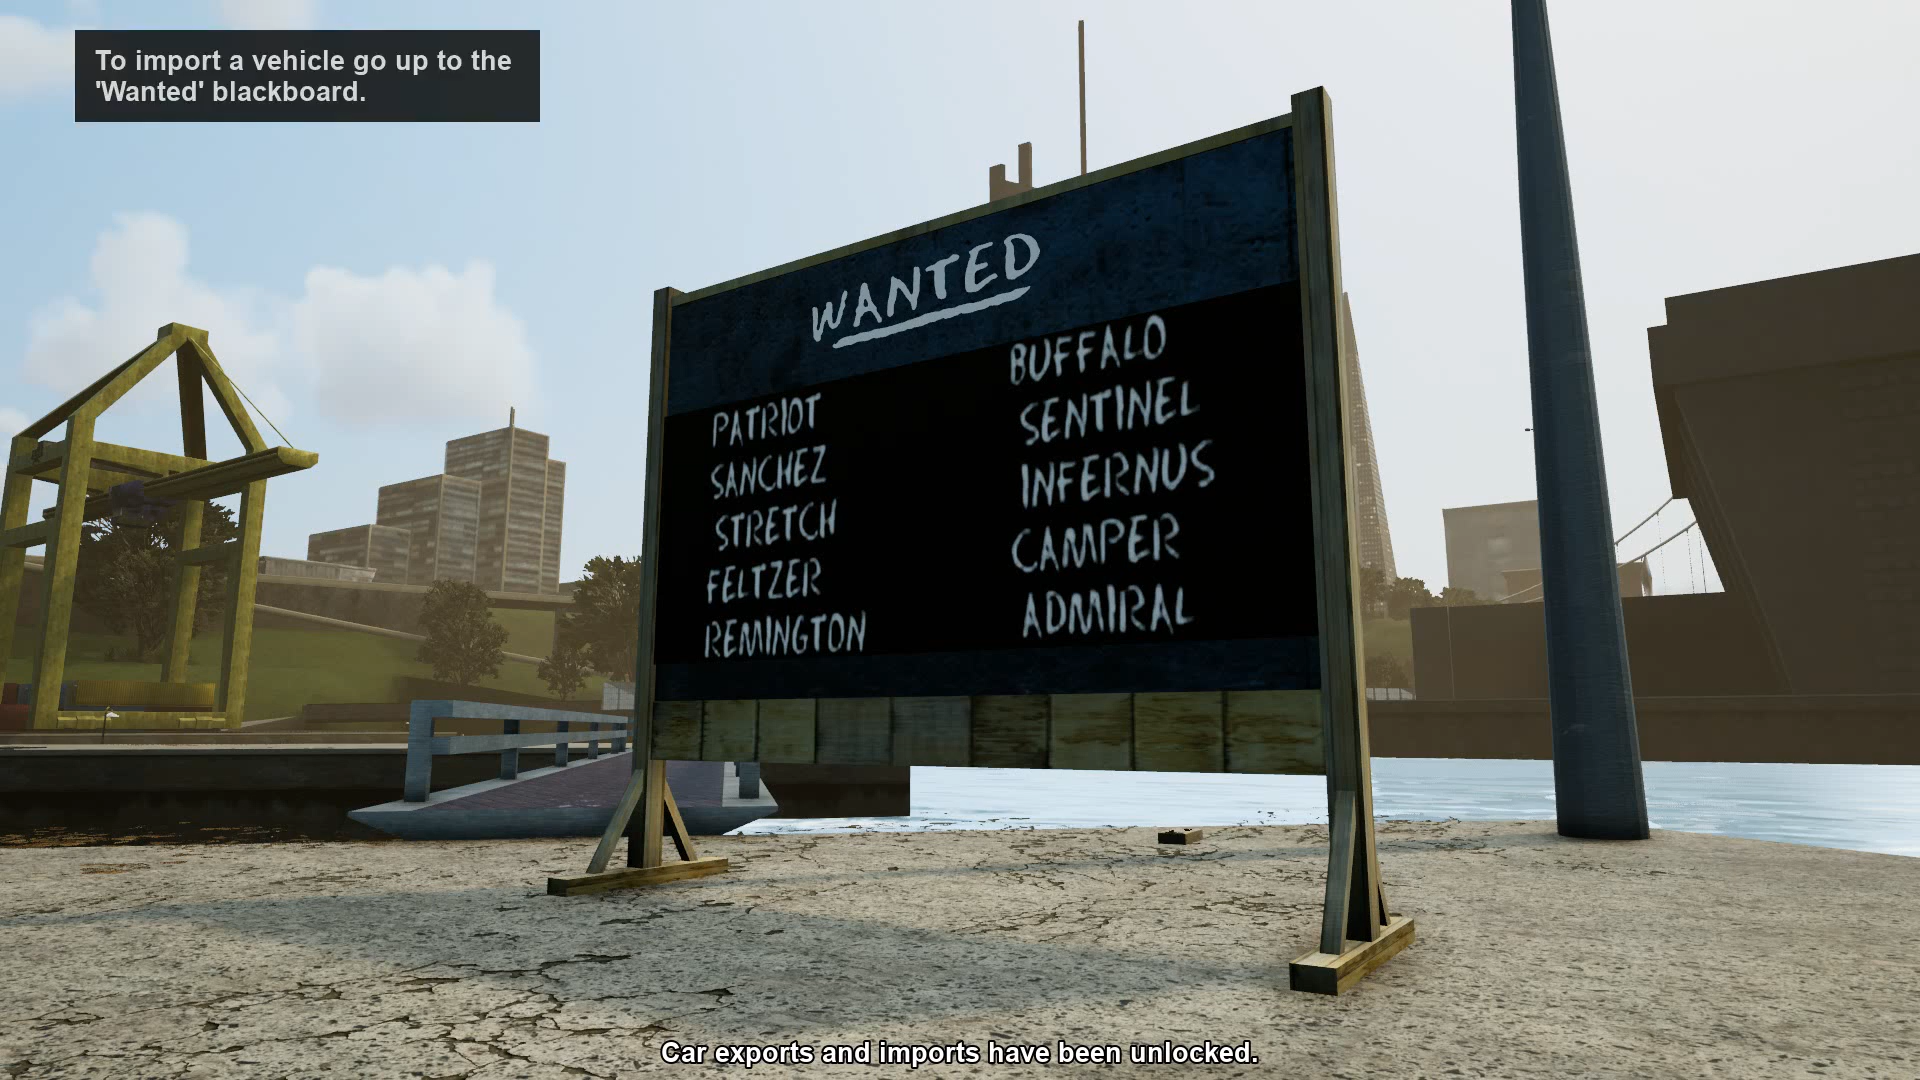 To import a vehicle go up to the
'Wanted' blackboard.
WANTED
PATRIOT
SANCHEZ
STRETCH
FELTZER
REMINGTON
BUFFALO
SENTINEL
INFERNUS
CAMPER
ADMIRAL
Car exports and imports have been unlocked.